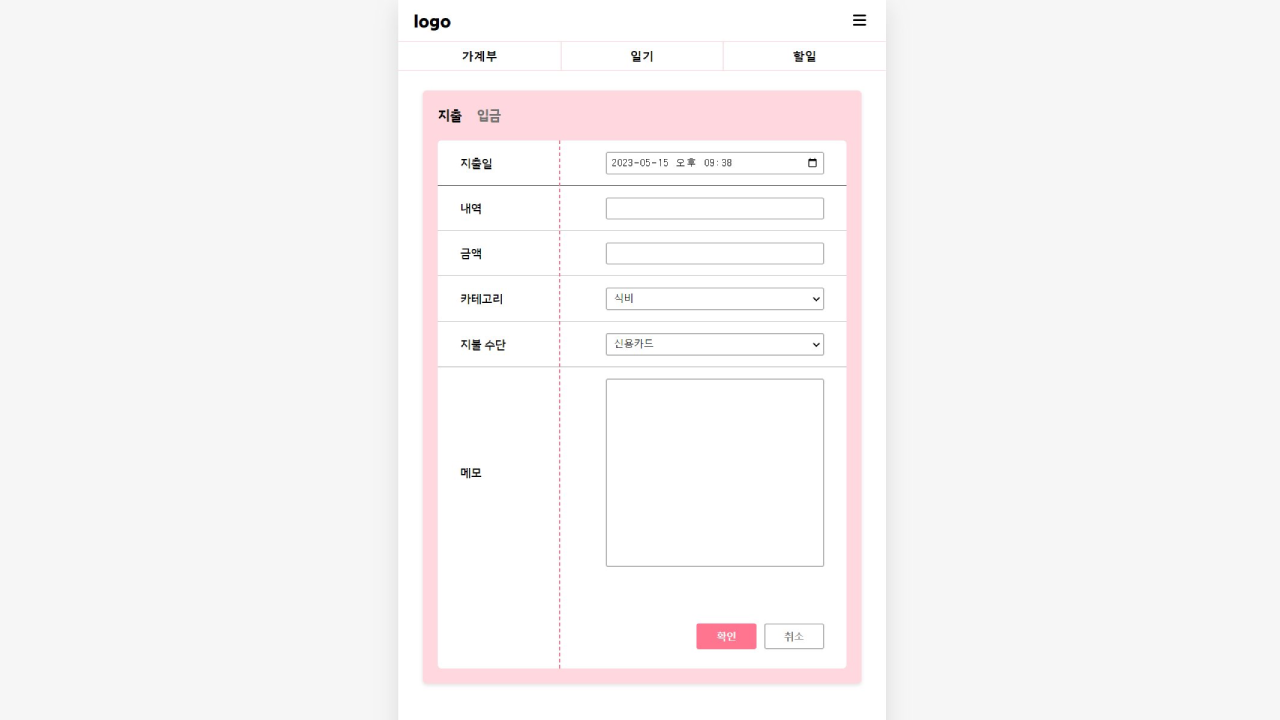 logo
가계부 일기 할일
지출 입금
지출일 2023-05-15 오후 09:38
내역
금액
카테고리 식비
지불 수단 신용카드
메모
확인 취소